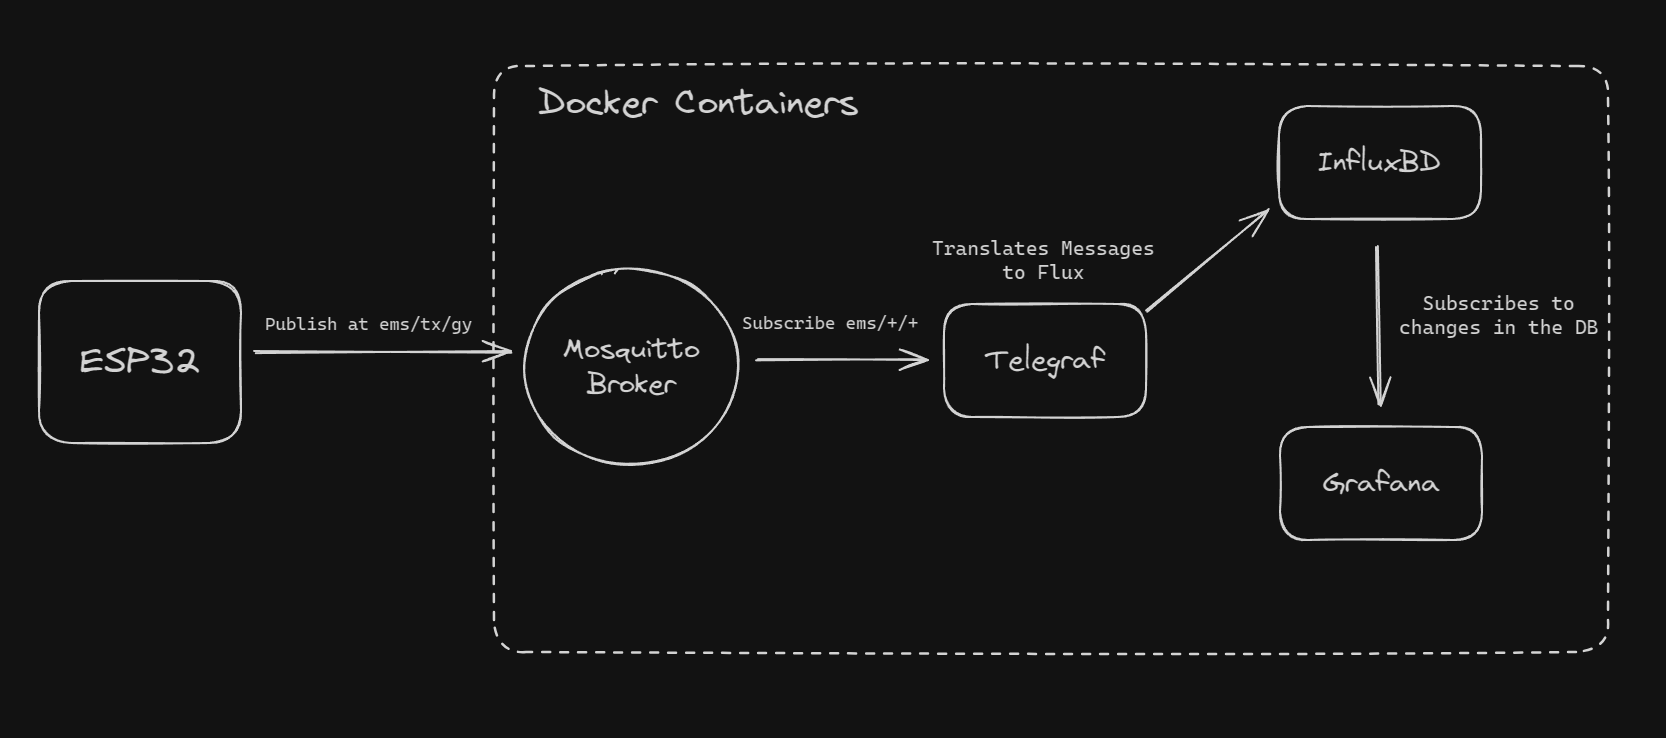 Docker Containers
InfluxBD
Translates Messages
to Flux
Subscribes to
changes in the DB
Publish at ems/tx/gy
Subscribe ems/+/+
ESP32
Mosquitto
Broker
Telegraf
Grafana